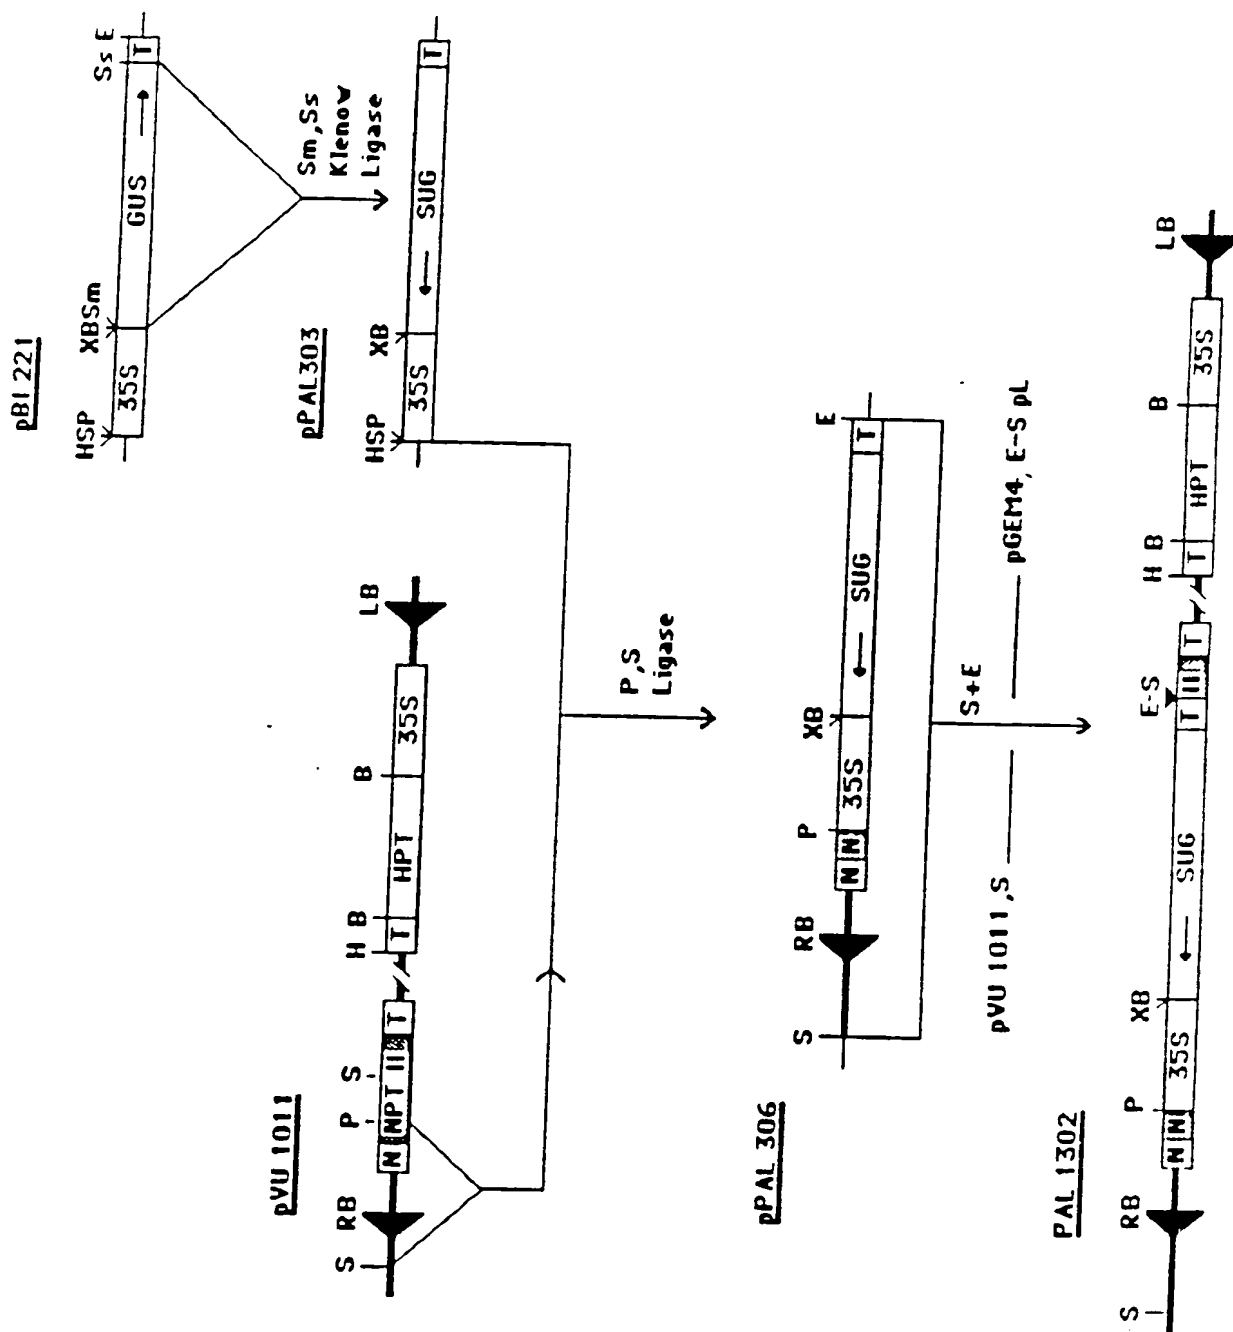 pBI 221
HSP XBSm Ss E
35S GUS T
Sm,Ss
Klenow
Ligase
pPAL303
HSP XB
35S SUG T
pVU 1011
S RB P S H B B LB
N NPT II T T HPT 35S
P,S
Ligase
pPAL 306
S RB P XB E
N N 35S SUG T
S+E
pVU 1011,S pGEM4, E-S pL
PAL 1302
S RB P XB E-S H B B LB
N N 35S SUG T II T T HPT 35S